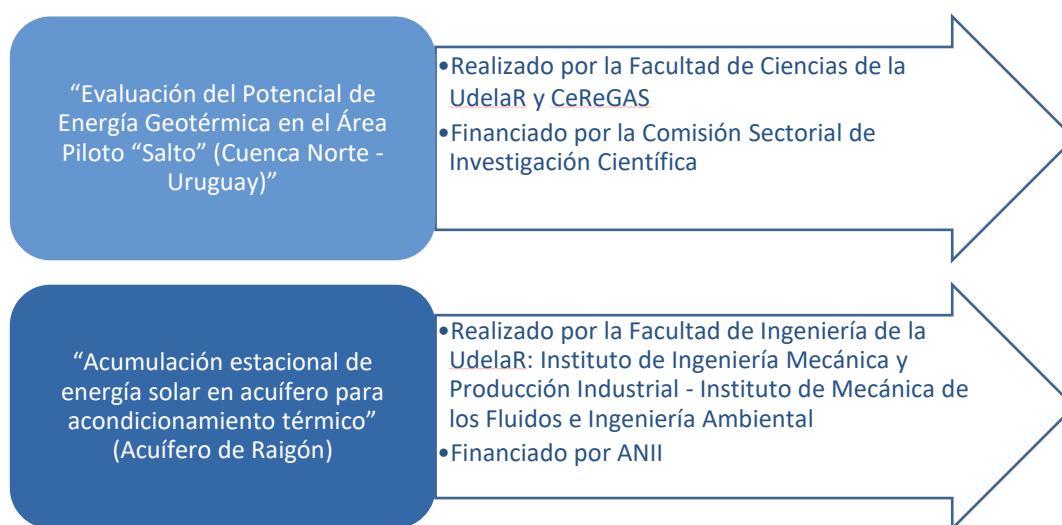 “Evaluación del Potencial de
Energía Geotérmica en el Área
Piloto “Salto” (Cuenca Norte -
Uruguay)”
•Realizado por la Facultad de Ciencias de la
UdelaR y CeReGAS
•Financiado por la Comisión Sectorial de
Investigación Científica
“Acumulación estacional de
energía solar en acuífero para
acondicionamiento térmico”
(Acuífero de Raigón)
•Realizado por la Facultad de Ingeniería de la
UdelaR: Instituto de Ingeniería Mecánica y
Producción Industrial - Instituto de Mecánica de
los Fluidos e Ingeniería Ambiental
•Financiado por ANII